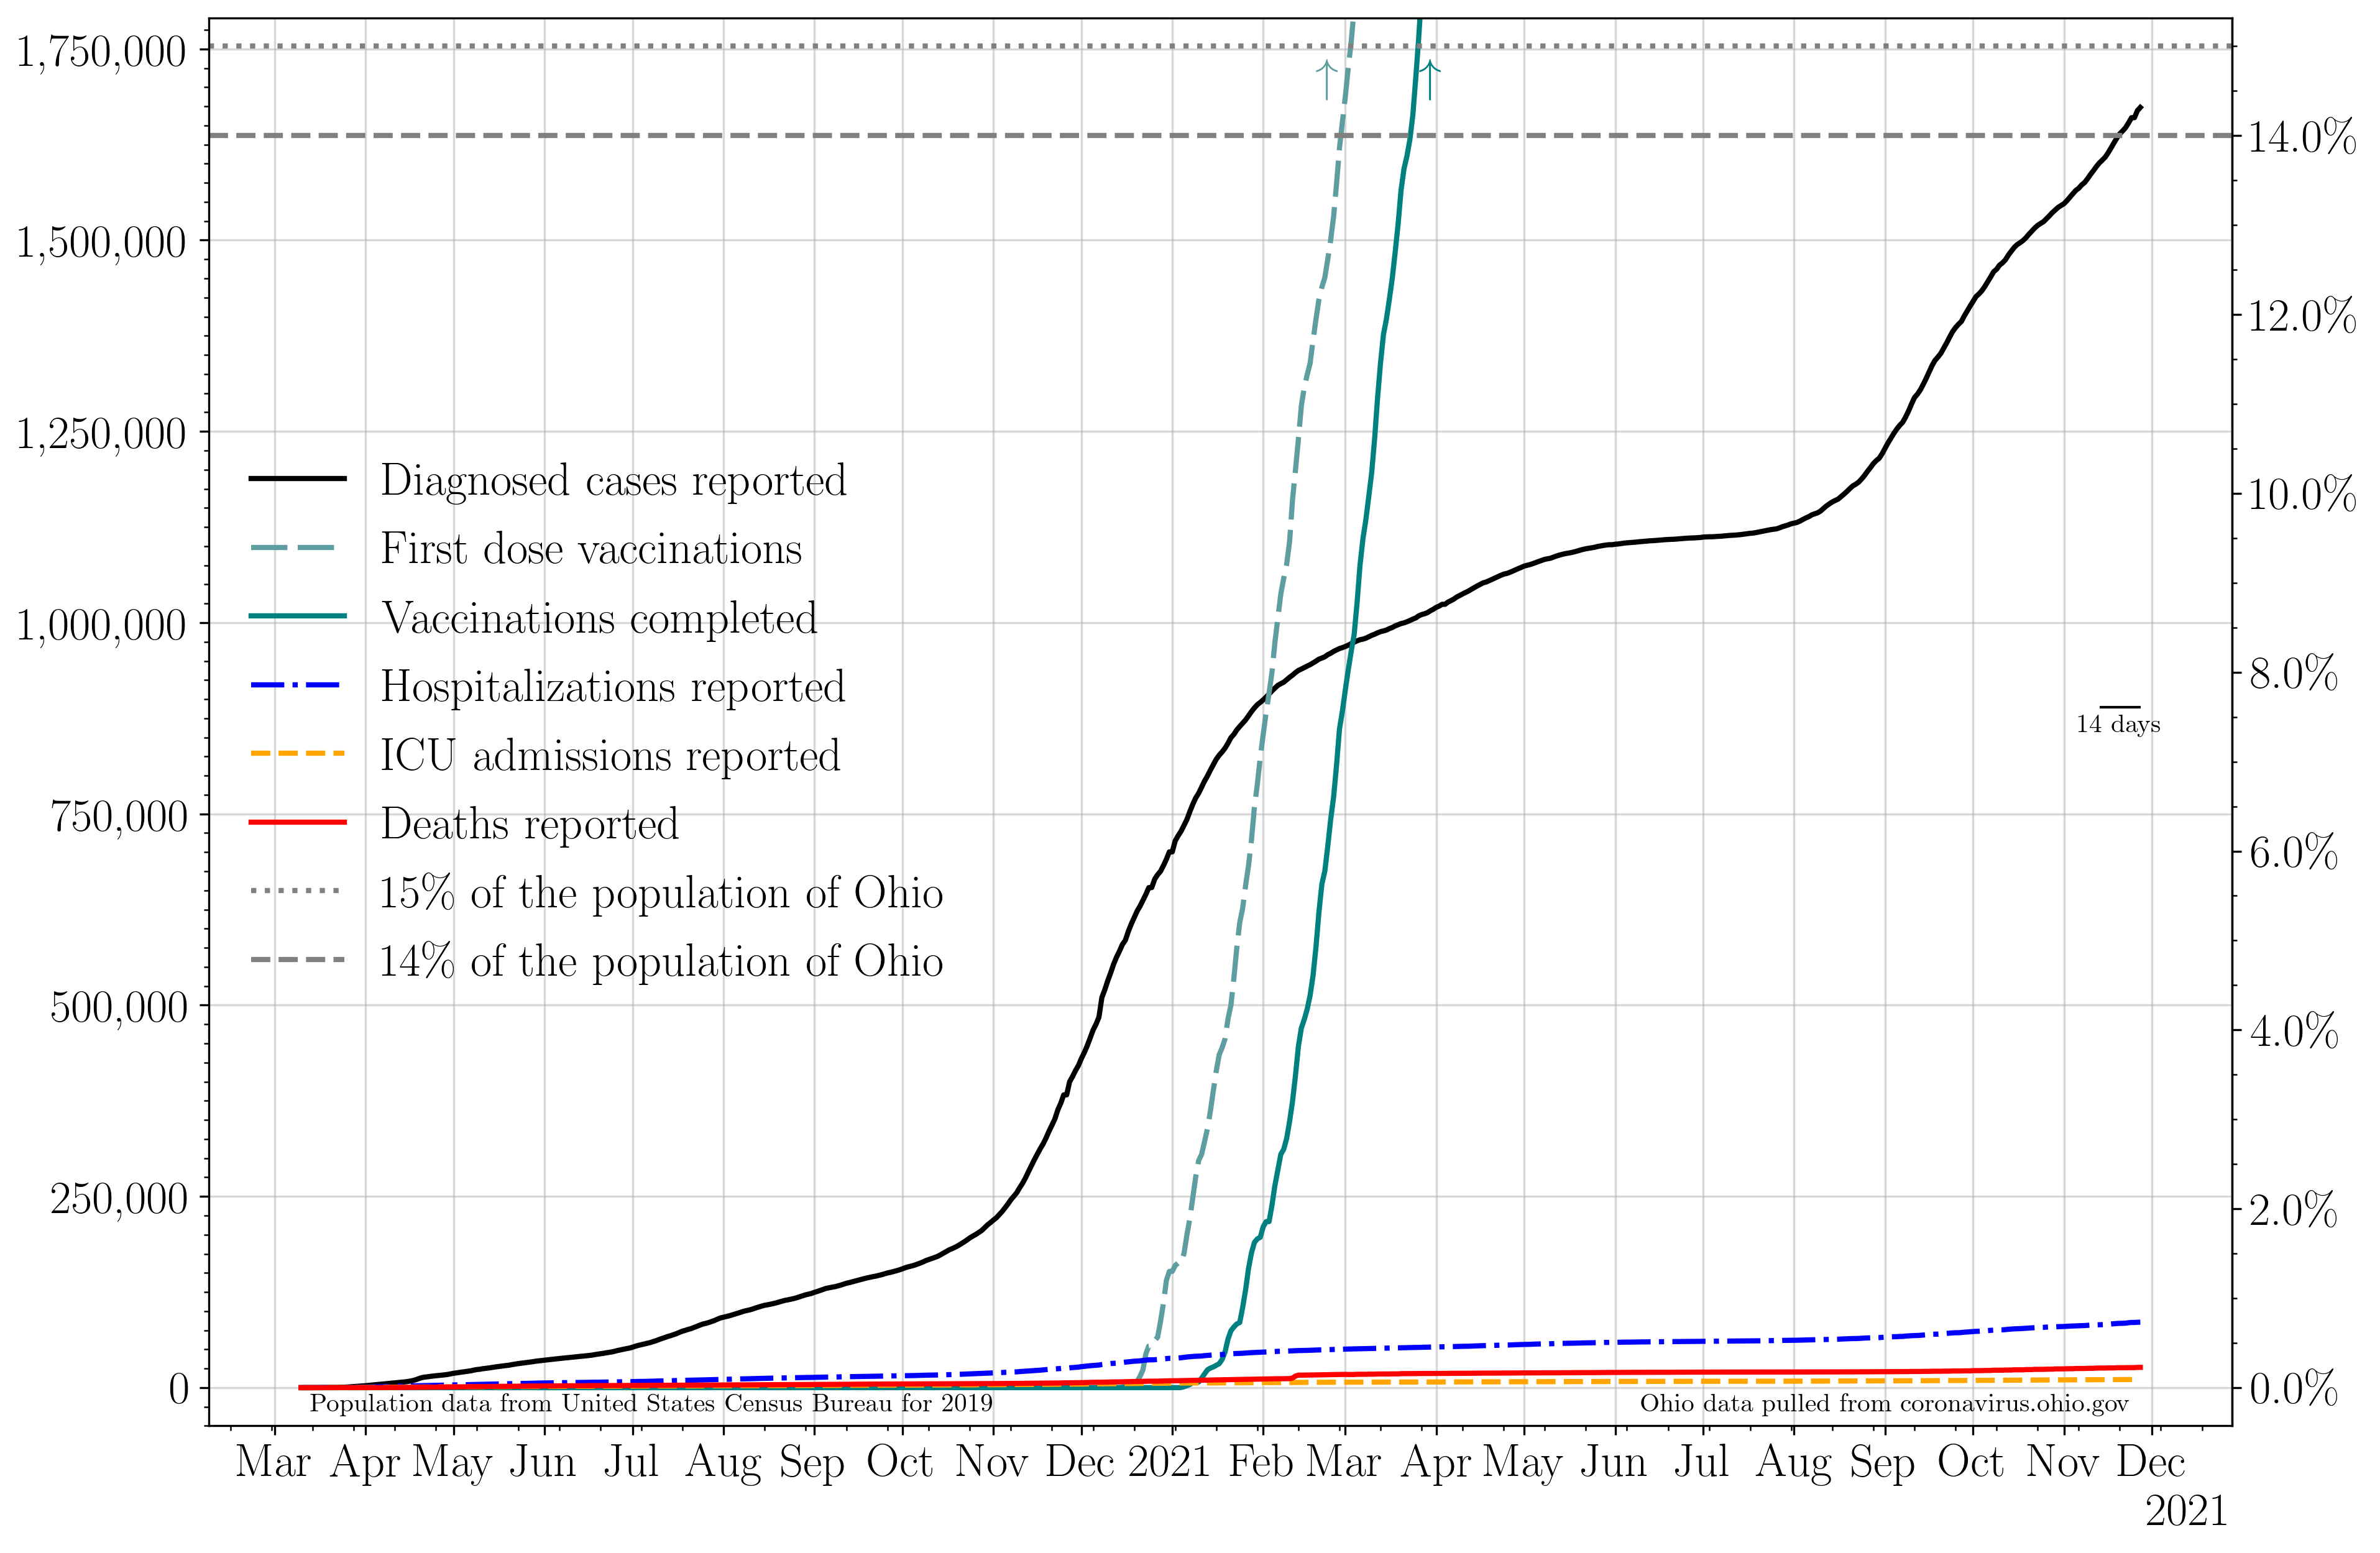 1,750,000
1,500,000
1,250,000
1,000,000
750,000
500,000
250,000
0
↑ ↑
14.0%
12.0%
10.0%
8.0%
6.0%
4.0%
2.0%
0.0%
Diagnosed cases reported
First dose vaccinations
Vaccinations completed
Hospitalizations reported
ICU admissions reported
Deaths reported
15% of the population of Ohio
14% of the population of Ohio
14 days
Population data from United States Census Bureau for 2019
Ohio data pulled from coronavirus.ohio.gov
Mar Apr May Jun Jul Aug Sep Oct Nov Dec 2021 Feb Mar Apr May Jun Jul Aug Sep Oct Nov Dec
2021